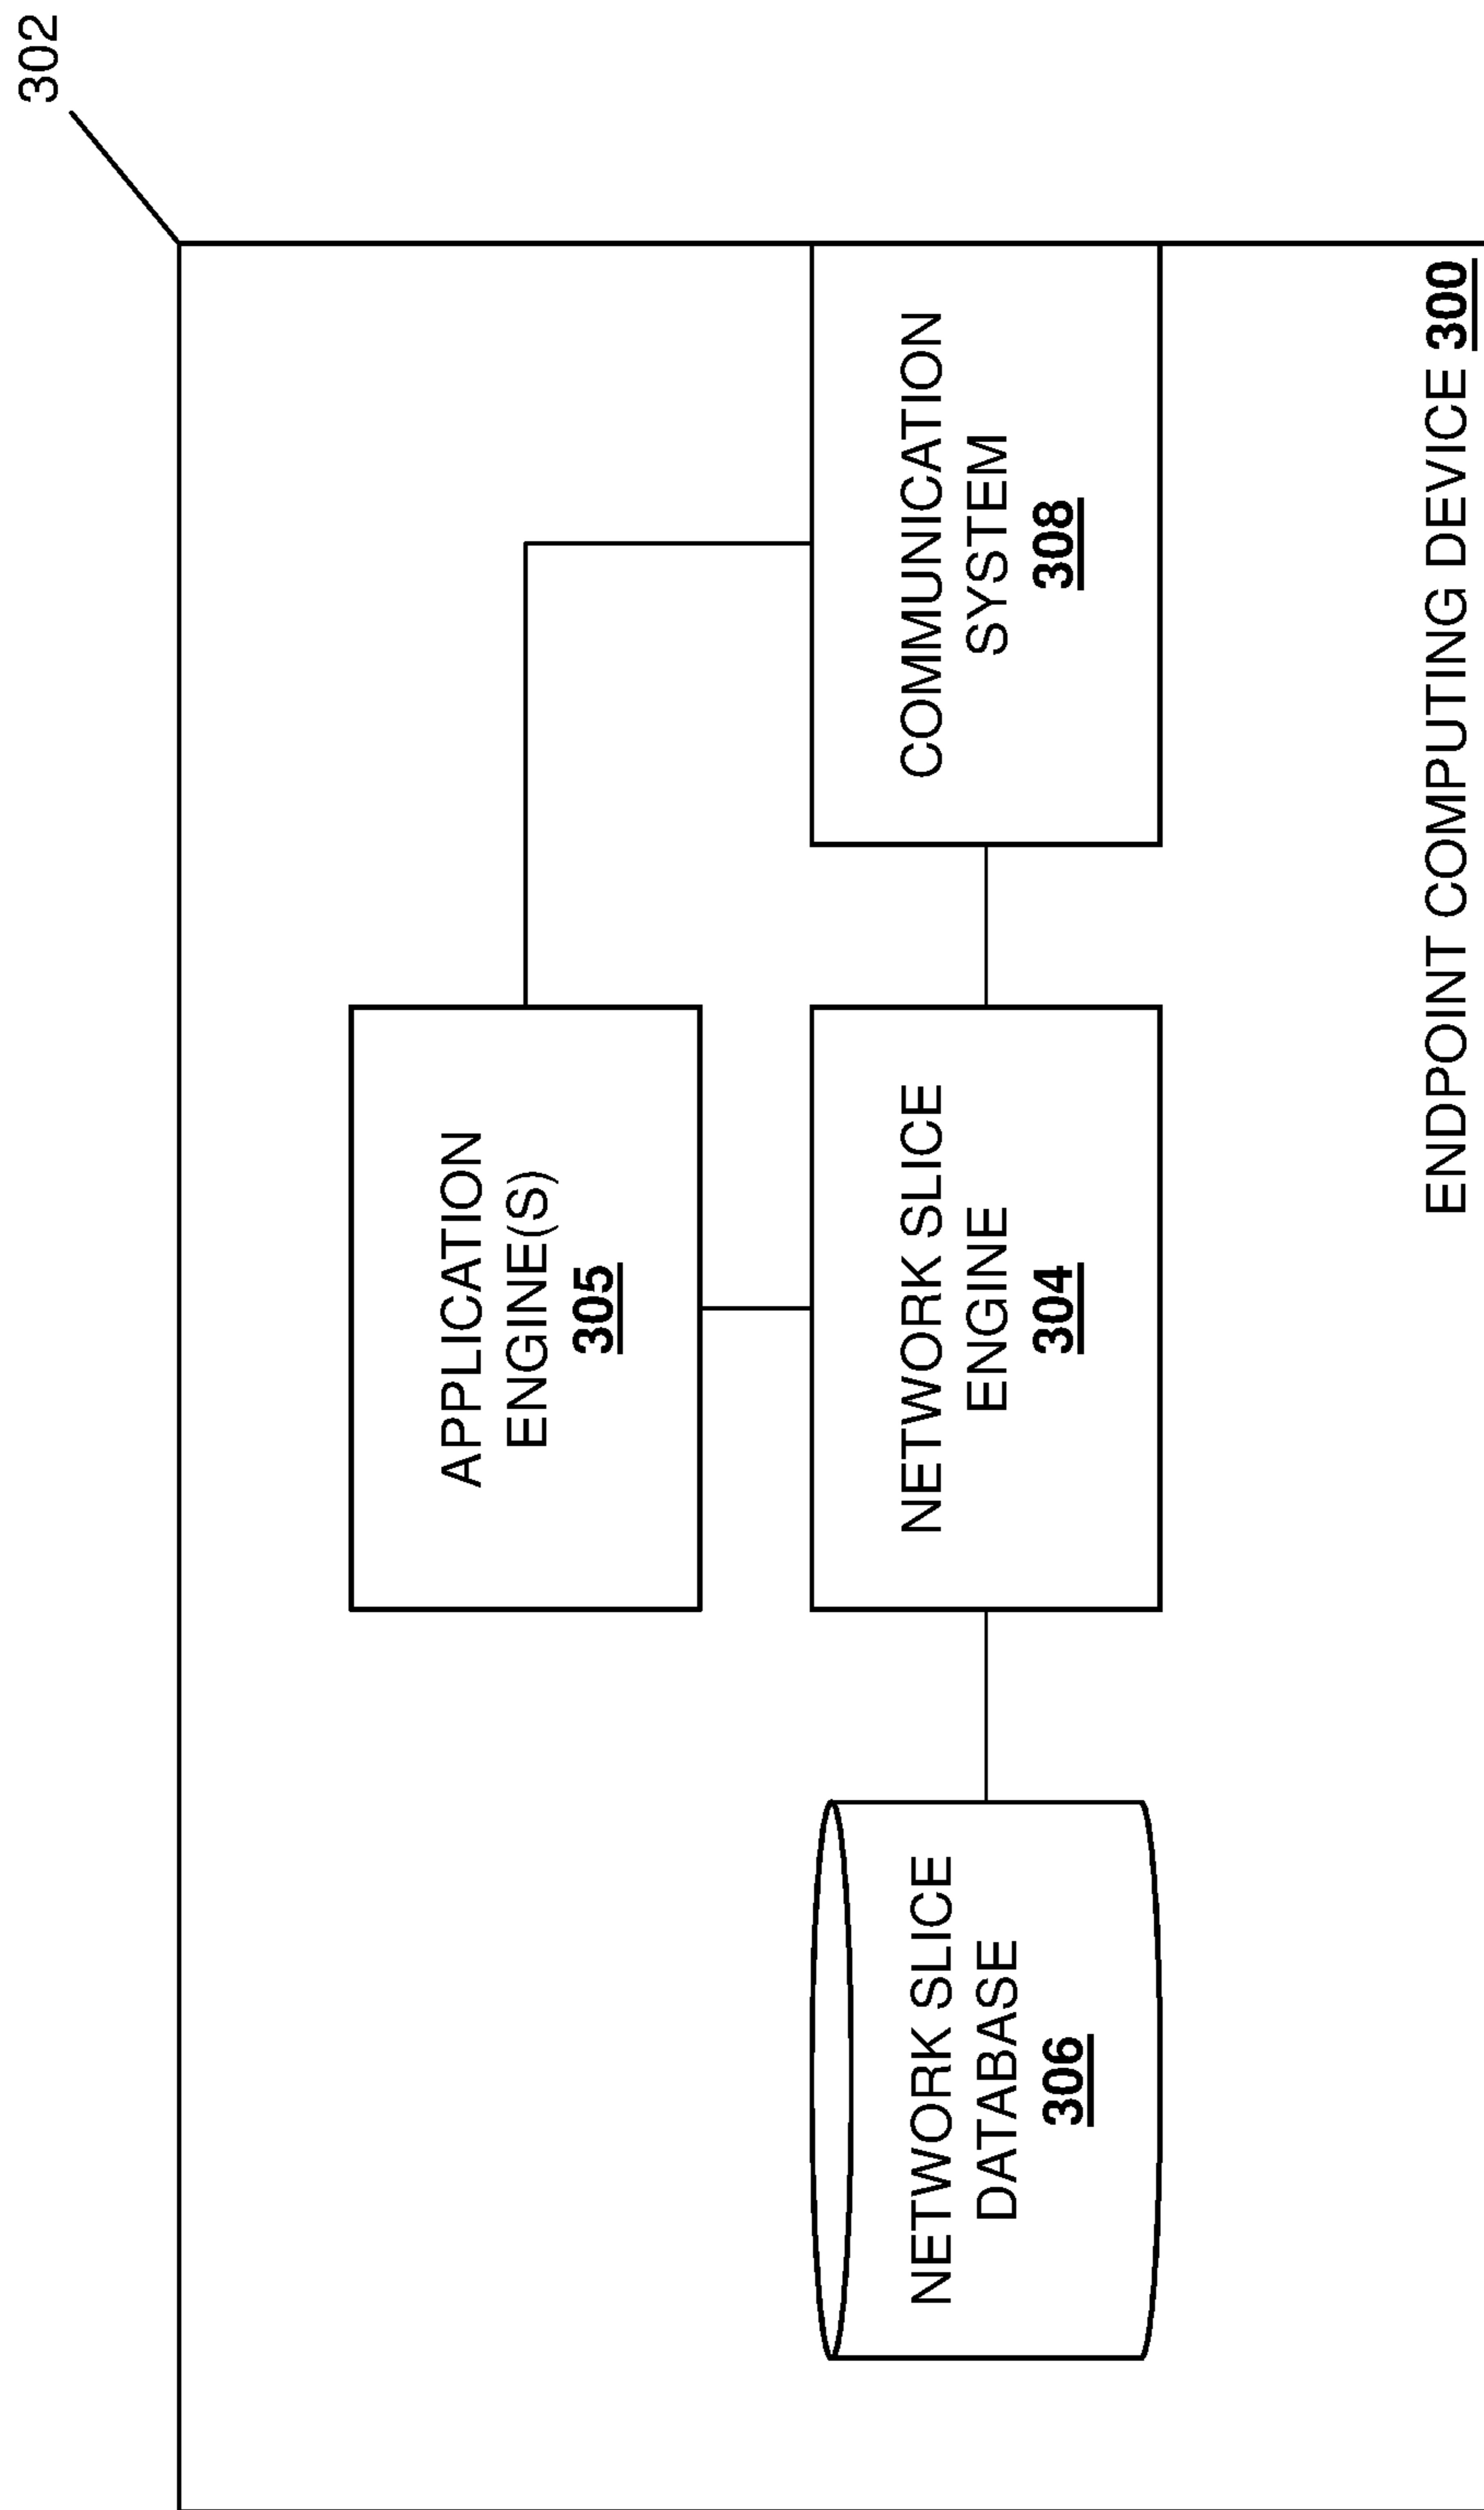 302
APPLICATION
ENGINE(S)
305
NETWORK SLICE
DATABASE
306
NETWORK SLICE
ENGINE
304
COMMUNICATION
SYSTEM
308
ENDPOINT COMPUTING DEVICE 300